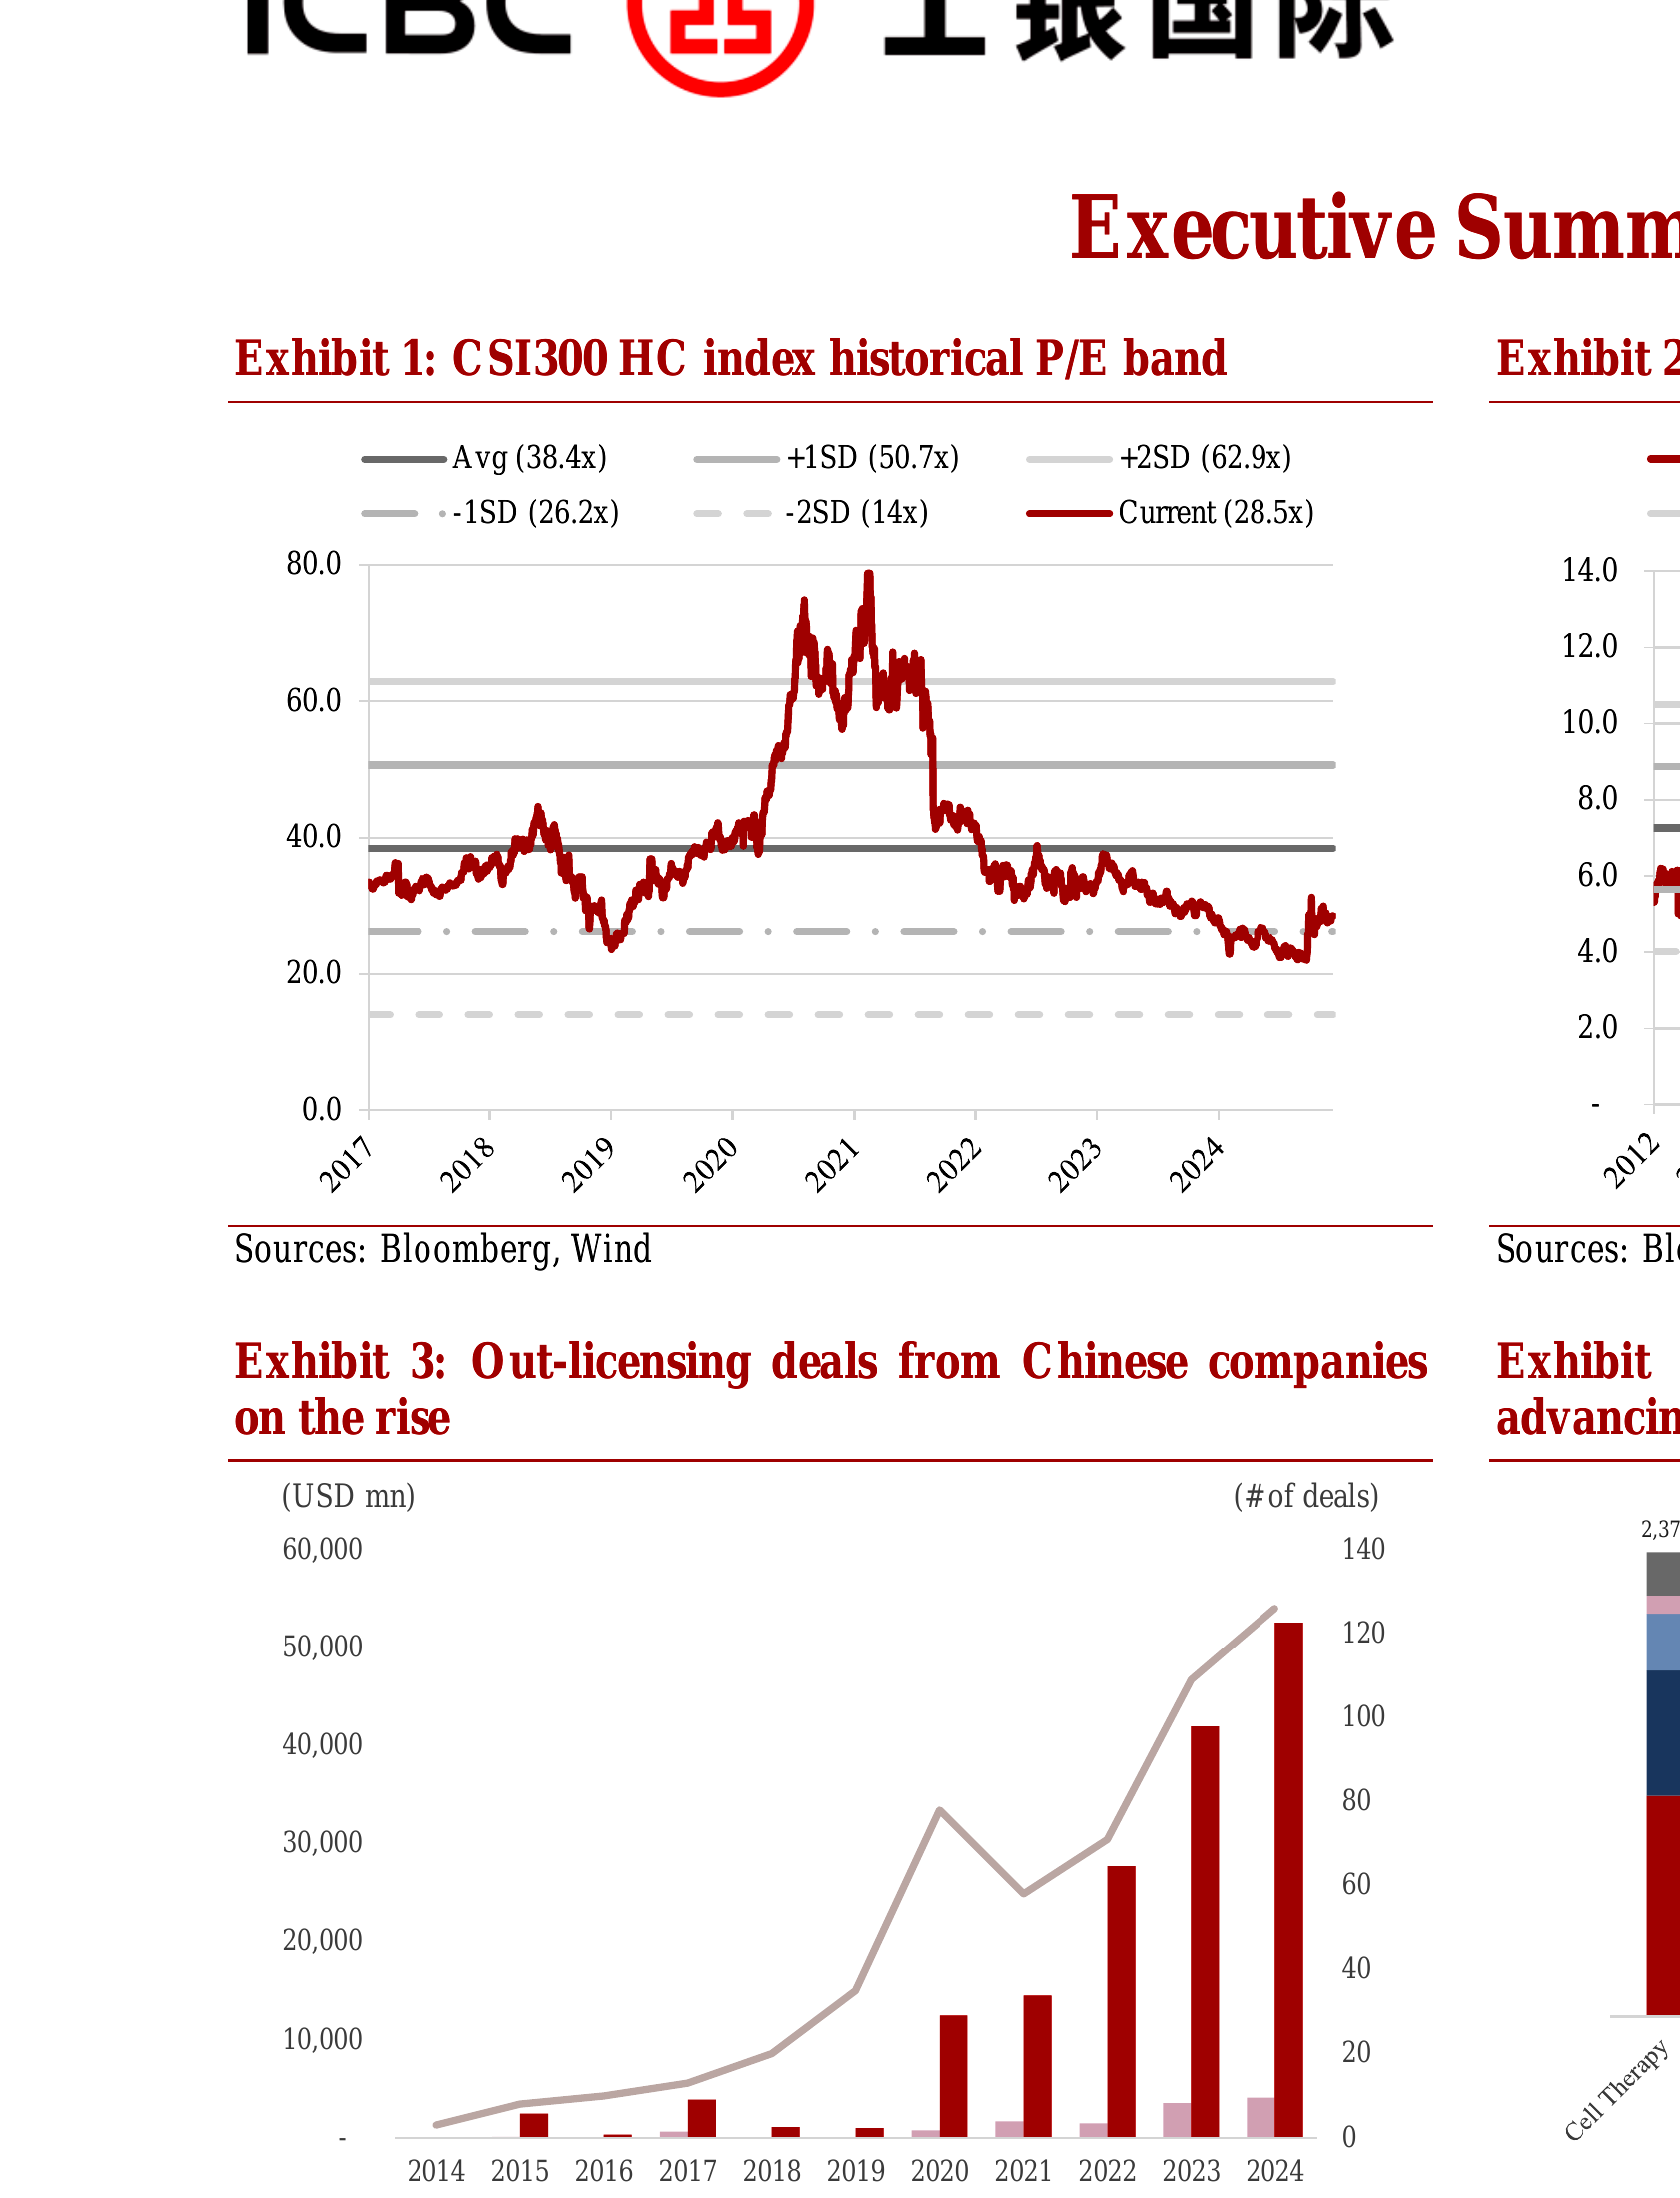 ICBC 工银国际
Executive Summ
Exhibit 1: CSI300 HC index historical P/E band
Avg (38.4x)
+1SD (50.7x)
+2SD (62.9x)
-1SD (26.2x)
-2SD (14x)
Current (28.5x)
80.0
60.0
40.0
20.0
0.0
2017
2018
2019
2020
2021
2022
2023
2024
Sources: Bloomberg, Wind
Exhibit 2
14.0
12.0
10.0
8.0
6.0
4.0
2.0
-
2012
Sources: Bl
Exhibit 3: Out-licensing deals from Chinese companies
on the rise
(USD mn)
(# of deals)
60,000
50,000
40,000
30,000
20,000
10,000
-
140
120
100
80
60
40
20
0
2014
2015
2016
2017
2018
2019
2020
2021
2022
2023
2024
Exhibit
advancin
2,37
Cell Therapy